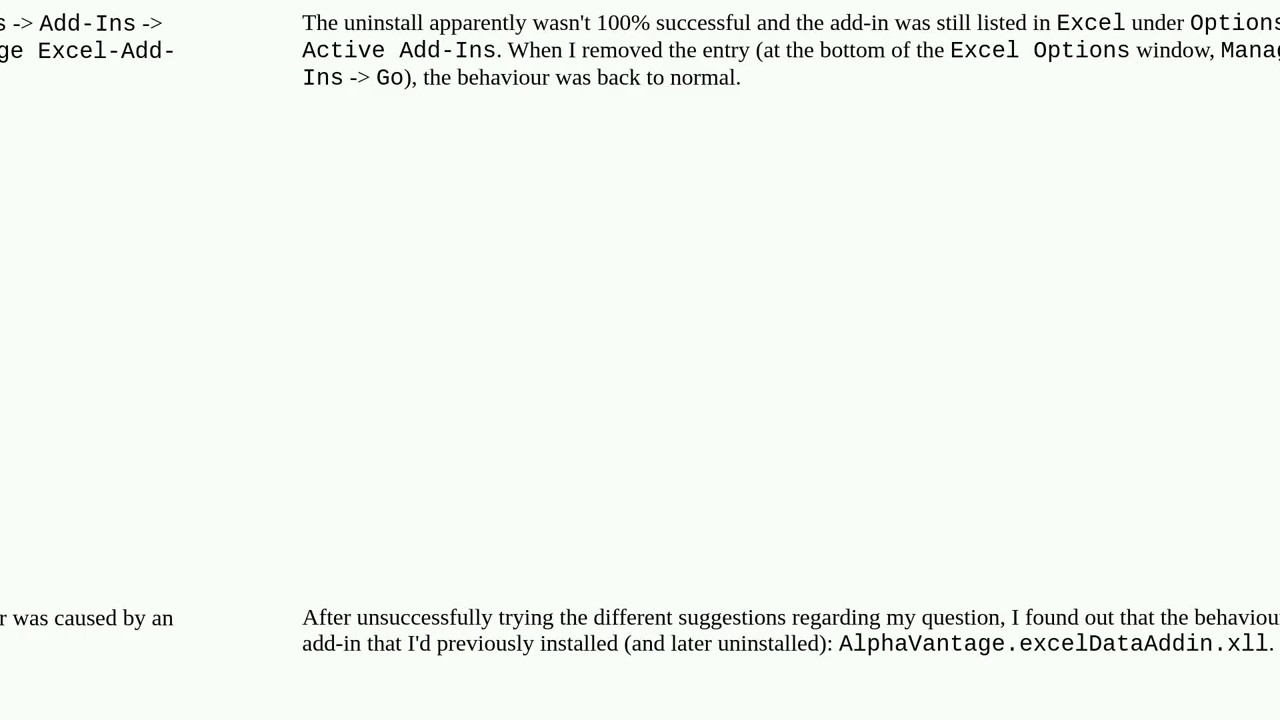 s -> Add-Ins ->
ge Excel-Add-
The uninstall apparently wasn't 100% successful and the add-in was still listed in Excel under Options
Active Add-Ins. When I removed the entry (at the bottom of the Excel Options window, Manag
Ins -> Go), the behaviour was back to normal.
r was caused by an
After unsuccessfully trying the different suggestions regarding my question, I found out that the behaviou
add-in that I'd previously installed (and later uninstalled): AlphaVantage.excelDataAddin.xll.